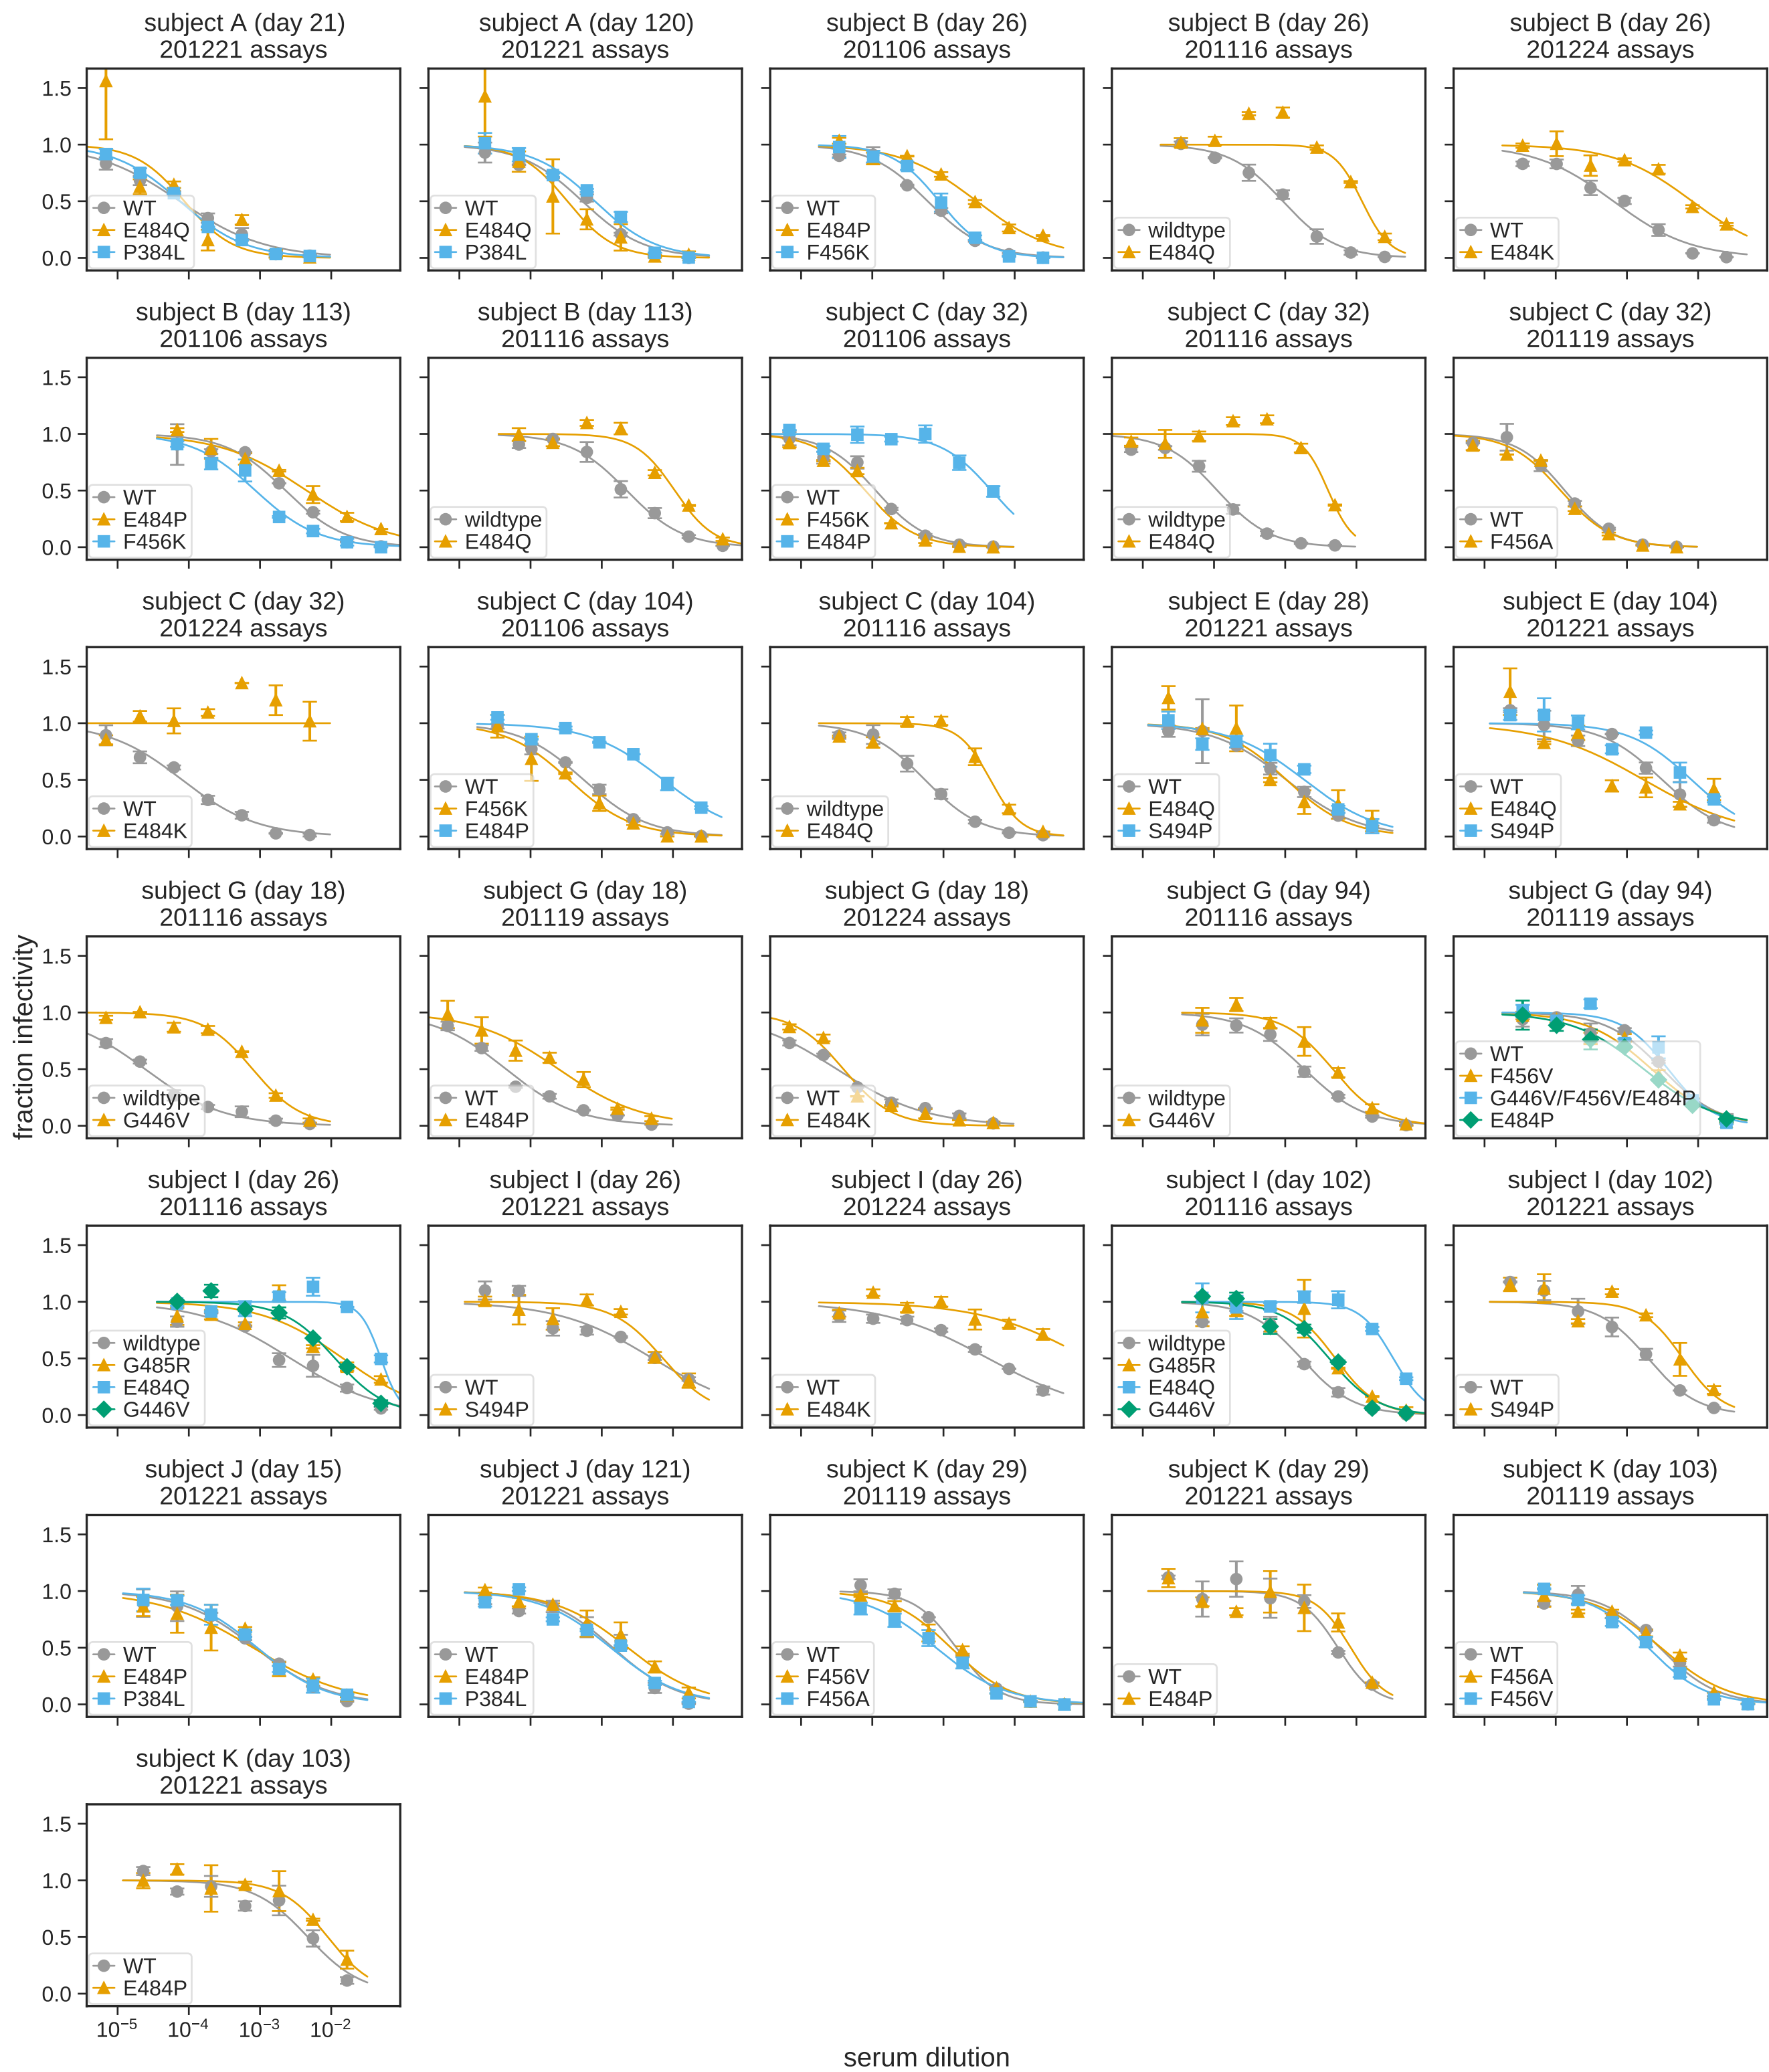 subject A (day 21)
201221 assays
subject A (day 120)
201221 assays
subject B (day 26)
201106 assays
subject B (day 26)
201116 assays
subject B (day 26)
201224 assays
1.5
1.0
0.5
0.0
WT
E484Q
P384L
WT
E484Q
P384L
WT
E484P
F456K
wildtype
E484Q
WT
E484K
subject B (day 113)
201106 assays
subject B (day 113)
201116 assays
subject C (day 32)
201106 assays
subject C (day 32)
201116 assays
subject C (day 32)
201119 assays
1.5
1.0
0.5
0.0
WT
E484P
F456K
wildtype
E484Q
WT
F456K
E484P
wildtype
E484Q
WT
F456A
subject C (day 32)
201224 assays
subject C (day 104)
201106 assays
subject C (day 104)
201116 assays
subject E (day 28)
201221 assays
subject E (day 104)
201221 assays
1.5
1.0
0.5
0.0
WT
E484K
WT
F456K
E484P
wildtype
E484Q
WT
E484Q
S494P
WT
E484Q
S494P
subject G (day 18)
201116 assays
subject G (day 18)
201119 assays
subject G (day 18)
201224 assays
subject G (day 94)
201116 assays
subject G (day 94)
201119 assays
fraction infectivity
1.5
1.0
0.5
0.0
wildtype
G446V
WT
E484P
WT
E484K
wildtype
G446V
WT
F456V
G446V/F456V/E484P
E484P
subject I (day 26)
201116 assays
subject I (day 26)
201221 assays
subject I (day 26)
201224 assays
subject I (day 102)
201116 assays
subject I (day 102)
201221 assays
1.5
1.0
0.5
0.0
wildtype
G485R
E484Q
G446V
WT
S494P
WT
E484K
wildtype
G485R
E484Q
G446V
WT
S494P
subject J (day 15)
201221 assays
subject J (day 121)
201221 assays
subject K (day 29)
201119 assays
subject K (day 29)
201221 assays
subject K (day 103)
201119 assays
1.5
1.0
0.5
0.0
WT
E484P
P384L
WT
E484P
P384L
WT
F456V
F456A
WT
E484P
WT
F456A
F456V
subject K (day 103)
201221 assays
1.5
1.0
0.5
0.0
WT
E484P
10⁻⁵ 10⁻⁴ 10⁻³ 10⁻²
serum dilution